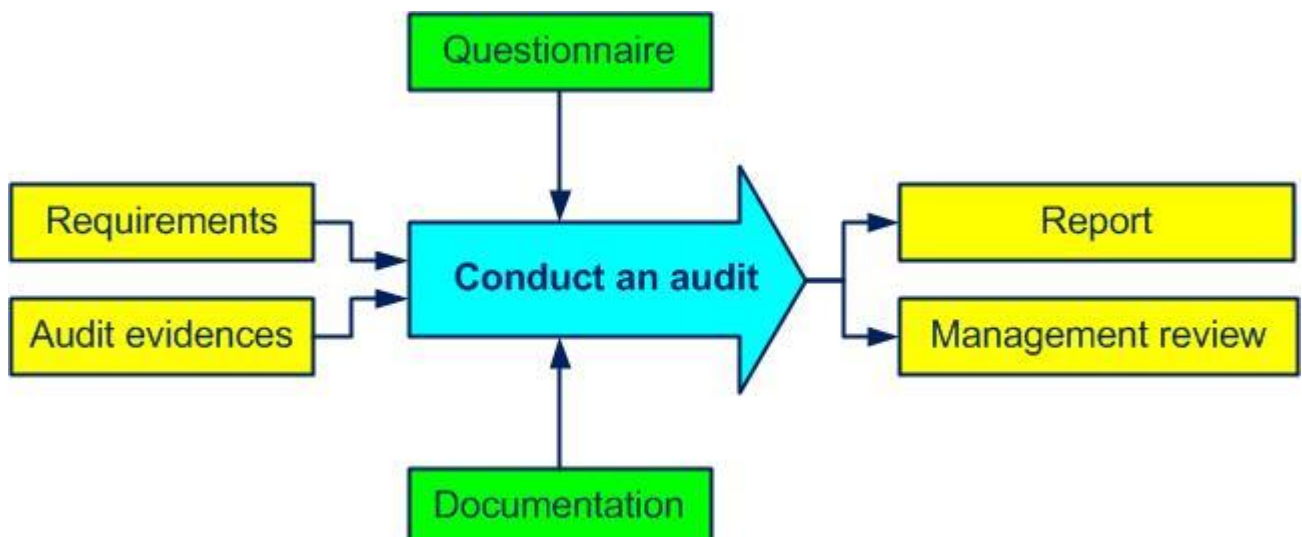 Questionnaire
Requirements
Audit evidences
Conduct an audit
Report
Management review
Documentation